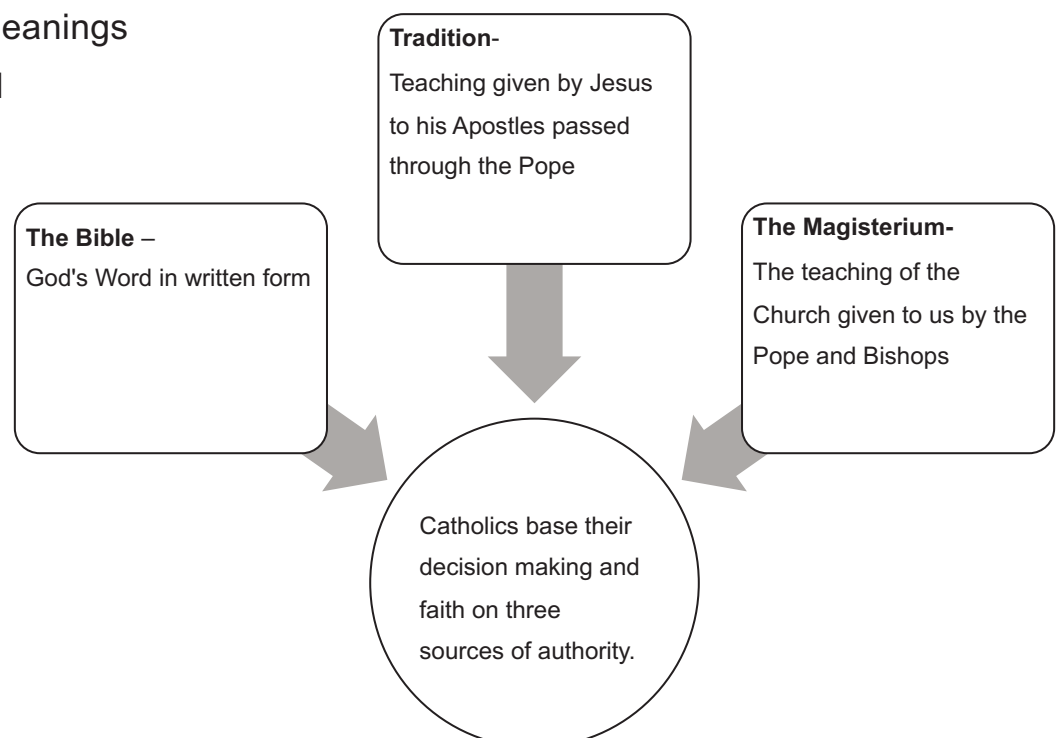 eanings
Tradition-
Teaching given by Jesus
to his Apostles passed
through the Pope
The Bible –
God's Word in written form
The Magisterium-
The teaching of the
Church given to us by the
Pope and Bishops
Catholics base their
decision making and
faith on three
sources of authority.